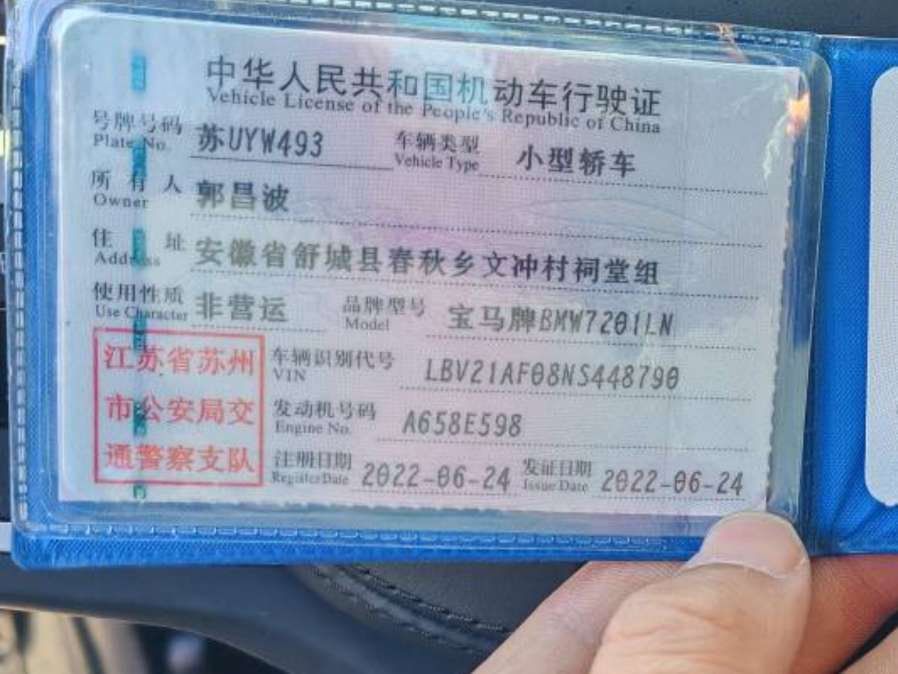 中华人民共和国机动车行驶证
Vehicle License of the People's Republic of China
号牌号码 苏UYW493 车辆类型 小型轿车
Plate No. Vehicle Type
所有人 郭昌波
Owner
住址 安徽省舒城县春秋乡文冲村祠堂组
Address
使用性质 非营运 品牌型号 宝马牌BMW7201LN
Use Character Model
江苏省苏州
市公安局交
通警察支队
车辆识别代号 LBV21AF08NS448790
VIN
发动机号码 A658E598
Engine No.
注册日期 2022-06-24 发证日期 2022-06-24
Register Date Issue Date